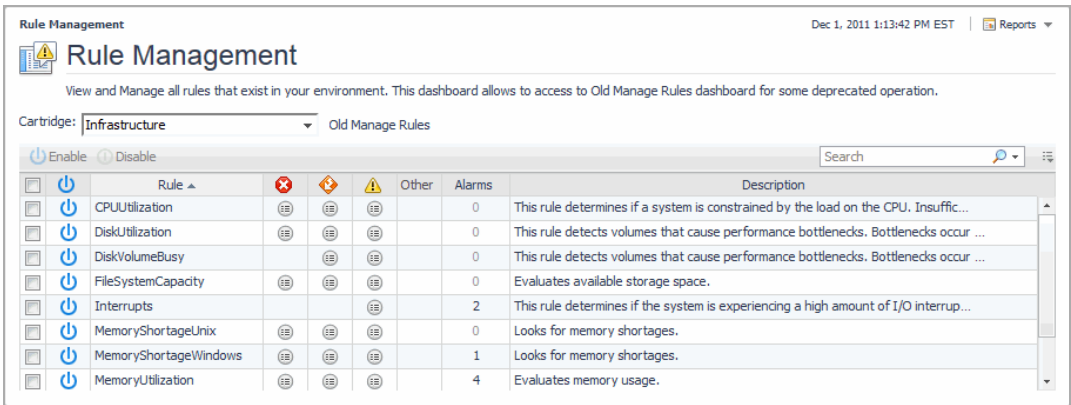 Rule Management
Dec 1, 2011 1:13:42 PM EST Reports
Rule Management
View and Manage all rules that exist in your environment. This dashboard allows to access to Old Manage Rules dashboard for some deprecated operation.
Cartridge: Infrastructure Old Manage Rules
Enable Disable Search
Rule Other Alarms Description
CPUUtilization 0 This rule determines if a system is constrained by the load on the CPU. Insuffic...
DiskUtilization 0 This rule detects volumes that cause performance bottlenecks. Bottlenecks occur ...
DiskVolumeBusy 0 This rule detects volumes that cause performance bottlenecks. Bottlenecks occur ...
FileSystemCapacity 0 Evaluates available storage space.
Interrupts 2 This rule determines if the system is experiencing a high amount of I/O interrup...
MemoryShortageUnix 0 Looks for memory shortages.
MemoryShortageWindows 1 Looks for memory shortages.
MemoryUtilization 4 Evaluates memory usage.